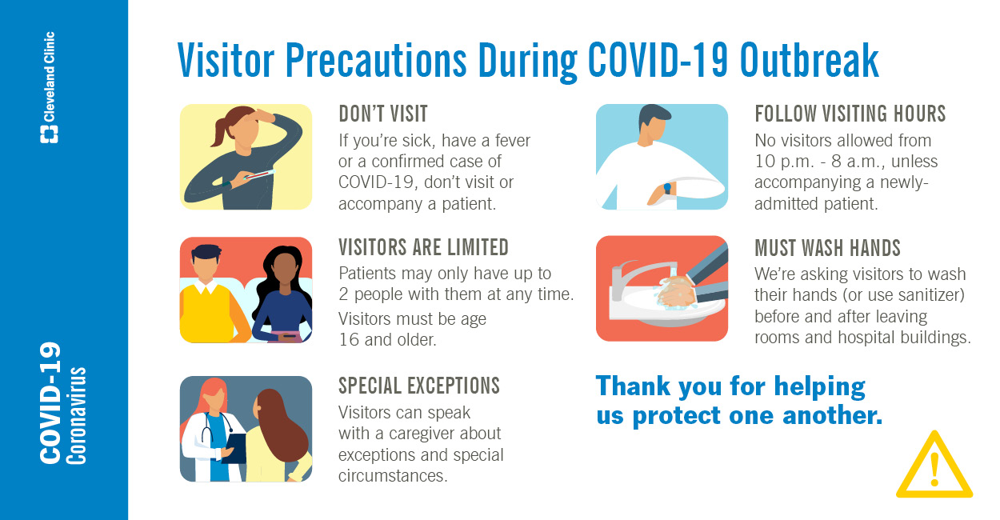 Cleveland Clinic
COVID-19
Coronavirus
Visitor Precautions During COVID-19 Outbreak
DON'T VISIT
If you're sick, have a fever
or a confirmed case of
COVID-19, don't visit or
accompany a patient.
VISITORS ARE LIMITED
Patients may only have up to
2 people with them at any time.
Visitors must be age
16 and older.
SPECIAL EXCEPTIONS
Visitors can speak
with a caregiver about
exceptions and special
circumstances.
FOLLOW VISITING HOURS
No visitors allowed from
10 p.m. - 8 a.m., unless
accompanying a newly-
admitted patient.
MUST WASH HANDS
We're asking visitors to wash
their hands (or use sanitizer)
before and after leaving
rooms and hospital buildings.
Thank you for helping
us protect one another.
!